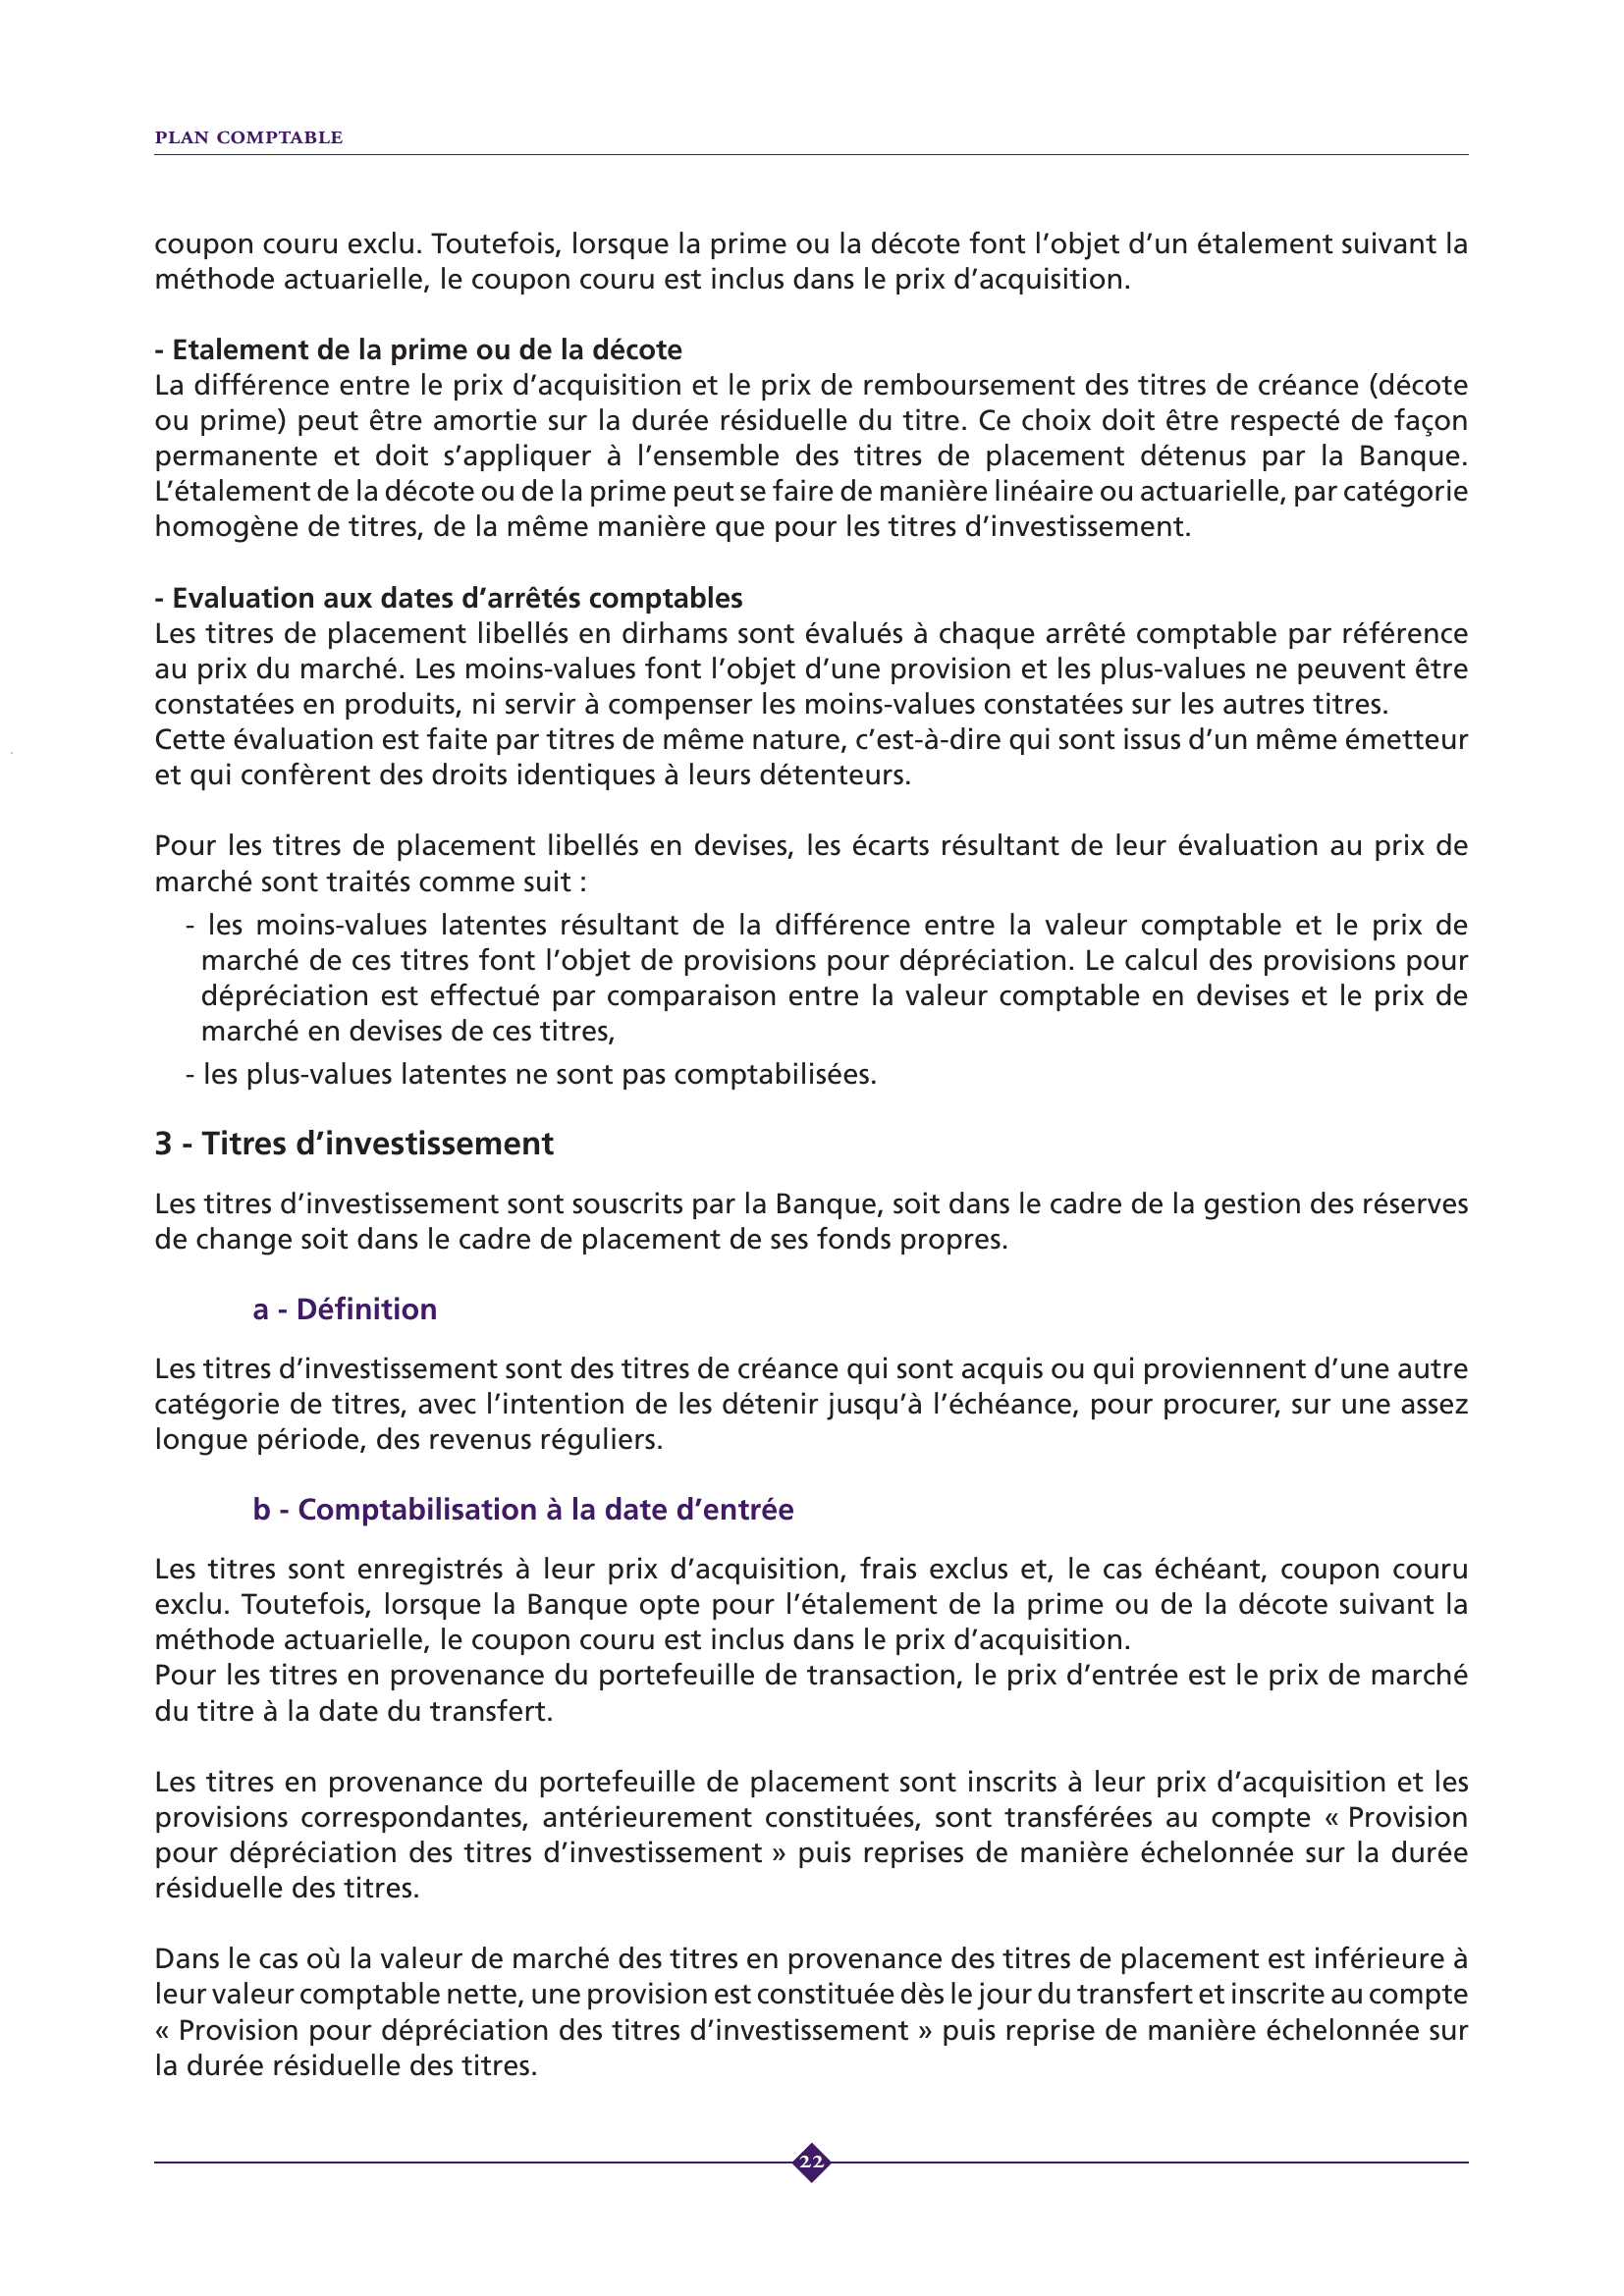 PLAN COMPTABLE
coupon couru exclu. Toutefois, lorsque la prime ou la décote font l’objet d’un étalement suivant la
méthode actuarielle, le coupon couru est inclus dans le prix d’acquisition.
- Etalement de la prime ou de la décote
La différence entre le prix d’acquisition et le prix de remboursement des titres de créance (décote
ou prime) peut être amortie sur la durée résiduelle du titre. Ce choix doit être respecté de façon
permanente et doit s’appliquer à l’ensemble des titres de placement détenus par la Banque.
L’étalement de la décote ou de la prime peut se faire de manière linéaire ou actuarielle, par catégorie
homogène de titres, de la même manière que pour les titres d’investissement.
- Evaluation aux dates d’arrêtés comptables
Les titres de placement libellés en dirhams sont évalués à chaque arrêté comptable par référence
au prix du marché. Les moins-values font l’objet d’une provision et les plus-values ne peuvent être
constatées en produits, ni servir à compenser les moins-values constatées sur les autres titres.
Cette évaluation est faite par titres de même nature, c’est-à-dire qui sont issus d’un même émetteur
et qui confèrent des droits identiques à leurs détenteurs.
Pour les titres de placement libellés en devises, les écarts résultant de leur évaluation au prix de
marché sont traités comme suit :
- les moins-values latentes résultant de la différence entre la valeur comptable et le prix de
marché de ces titres font l’objet de provisions pour dépréciation. Le calcul des provisions pour
dépréciation est effectué par comparaison entre la valeur comptable en devises et le prix de
marché en devises de ces titres,
- les plus-values latentes ne sont pas comptabilisées.
3 - Titres d’investissement
Les titres d’investissement sont souscrits par la Banque, soit dans le cadre de la gestion des réserves
de change soit dans le cadre de placement de ses fonds propres.
a - Définition
Les titres d’investissement sont des titres de créance qui sont acquis ou qui proviennent d’une autre
catégorie de titres, avec l’intention de les détenir jusqu’à l’échéance, pour procurer, sur une assez
longue période, des revenus réguliers.
b - Comptabilisation à la date d’entrée
Les titres sont enregistrés à leur prix d’acquisition, frais exclus et, le cas échéant, coupon couru
exclu. Toutefois, lorsque la Banque opte pour l’étalement de la prime ou de la décote suivant la
méthode actuarielle, le coupon couru est inclus dans le prix d’acquisition.
Pour les titres en provenance du portefeuille de transaction, le prix d’entrée est le prix de marché
du titre à la date du transfert.
Les titres en provenance du portefeuille de placement sont inscrits à leur prix d’acquisition et les
provisions correspondantes, antérieurement constituées, sont transférées au compte « Provision
pour dépréciation des titres d’investissement » puis reprises de manière échelonnée sur la durée
résiduelle des titres.
Dans le cas où la valeur de marché des titres en provenance des titres de placement est inférieure à
leur valeur comptable nette, une provision est constituée dès le jour du transfert et inscrite au compte
« Provision pour dépréciation des titres d’investissement » puis reprise de manière échelonnée sur
la durée résiduelle des titres.
22